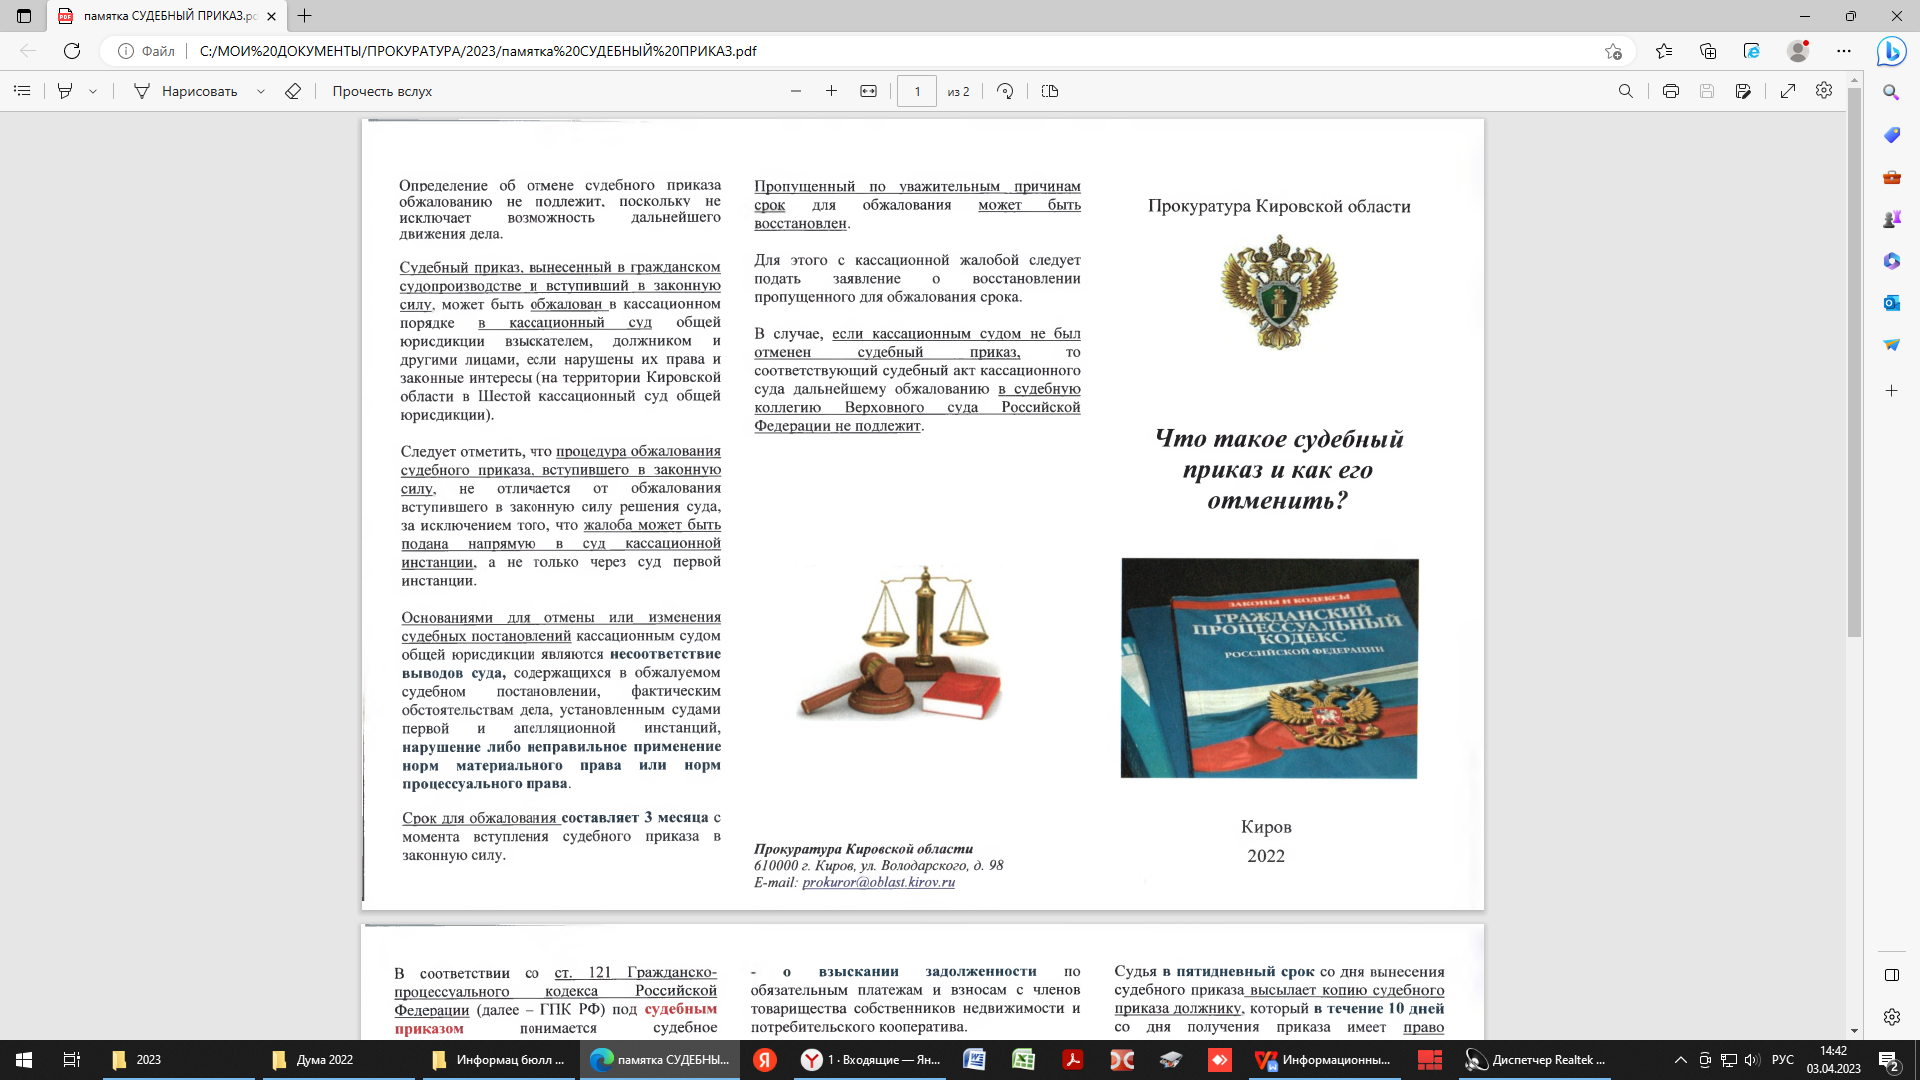 памятка СУДЕБНЫЙ ПРИКАЗ.pd
Файл
C:/МОИ%20ДОКУМЕНТЫ/ПРОКУРАТУРА/2023/памятка%20СУДЕБНЫЙ%20ПРИКАЗ.pdf
Нарисовать
Прочесть вслух
1
из 2
Определение об отмене судебного приказа
обжалованию не подлежит, поскольку не
исключает возможность дальнейшего
движения дела.
Судебный приказ, вынесенный в гражданском
судопроизводстве и вступивший в законную
силу, может быть обжалован в кассационном
порядке в кассационный суд общей
юрисдикции взыскателем, должником и
другими лицами, если нарушены их права и
законные интересы (на территории Кировской
области в Шестой кассационный суд общей
юрисдикции).
Следует отметить, что процедура обжалования
судебного приказа, вступившего в законную
силу, не отличается от обжалования
вступившего в законную силу решения суда,
за исключением того, что жалоба может быть
подана напрямую в суд кассационной
инстанции, а не только через суд первой
инстанции.
Основаниями для отмены или изменения
судебных постановлений кассационным судом
общей юрисдикции являются несоответствие
выводов суда, содержащихся в обжалуемом
судебном постановлении, фактическим
обстоятельствам дела, установленным судами
первой и апелляционной инстанций,
нарушение либо неправильное применение
норм материального права или норм
процессуального права.
Срок для обжалования составляет 3 месяца с
момента вступления судебного приказа в
законную силу.
Пропущенный по уважительным причинам
срок для обжалования может быть
восстановлен.
Для этого с кассационной жалобой следует
подать заявление о восстановлении
пропущенного для обжалования срока.
В случае, если кассационным судом не был
отменен судебный приказ, то
соответствующий судебный акт кассационного
суда дальнейшему обжалованию в судебную
коллегию Верховного суда Российской
Федерации не подлежит.
Прокуратура Кировской области
610000 г. Киров, ул. Володарского, д. 98
E-mail: prokuror@oblast.kirov.ru
Прокуратура Кировской области
Что такое судебный
приказ и как его
отменить?
ЗАКОНЫ И КОДЕКСЫ
ГРАЖДАНСКИЙ
ПРОЦЕССУАЛЬНЫЙ
КОДЕКС
РОССИЙСКОЙ ФЕДЕРАЦИИ
Киров
2022
В соответствии со ст. 121 Гражданско-
процессуального кодекса Российской
Федерации (далее – ГПК РФ) под судебным
приказом понимается судебное
- о взыскании задолженности по
обязательным платежам и взносам с членов
товарищества собственников недвижимости и
потребительского кооператива.
Судья в пятидневный срок со дня вынесения
судебного приказа высылает копию судебного
приказа должнику, который в течение 10 дней
со дня получения приказа имеет право
2023
Дума 2022
Информац бюлл ...
памятка СУДЕБНЫ...
1 · Входящие — Ян...
Информационны...
Диспетчер Realtek ...
РУС
14:42
03.04.2023
2